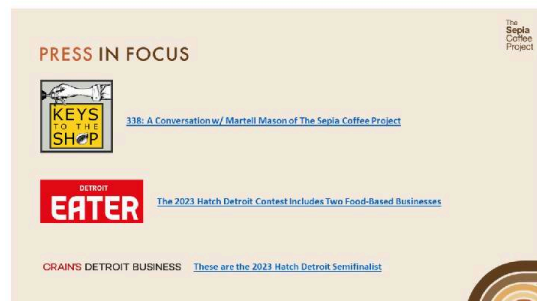 The
Sepia
Coffee
Project
PRESS IN FOCUS
KEYS
TO THE
SHOP
338: A Conversation w/ Martell Mason of The Sepia Coffee Project
DETROIT
EATER
The 2023 Hatch Detroit Contest Includes Two Food-Based Businesses
CRAIN'S DETROIT BUSINESS These are the 2023 Hatch Detroit Semifinalist